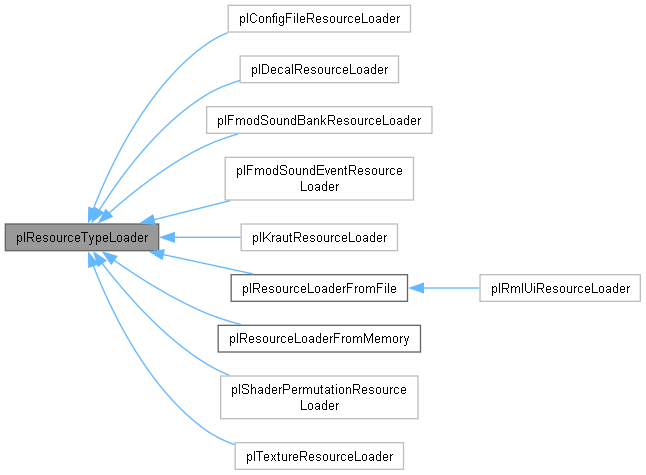 plConfigFileResourceLoader
plDecalResourceLoader
plFmodSoundBankResourceLoader
plFmodSoundEventResource
Loader
plResourceTypeLoader
plKrautResourceLoader
plResourceLoaderFromFile
plRmlUiResourceLoader
plResourceLoaderFromMemory
plShaderPermutationResource
Loader
plTextureResourceLoader